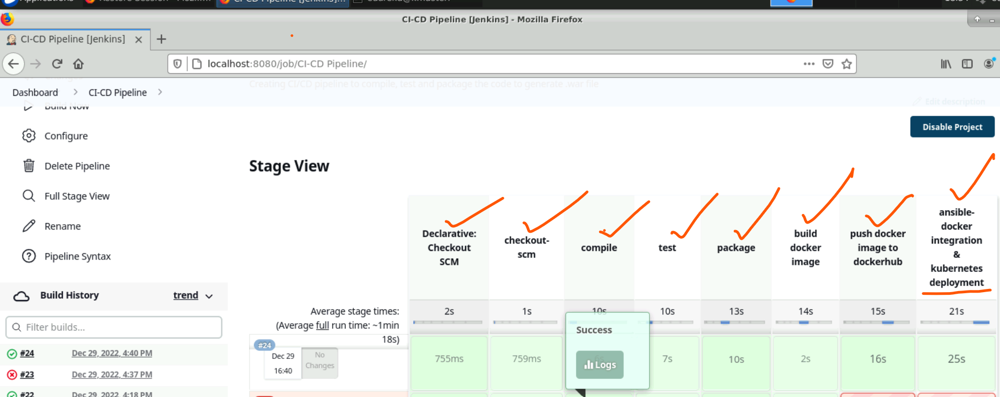 Applications
Restore Session - Mozill...
CI-CD Pipeline [Jenkins]...
CI-CD Pipeline [Jenkins] - Mozilla Firefox
CI-CD Pipeline [Jenkins]
localhost:8080/job/CI-CD Pipeline/
Changes
Creating CI/CD pipeline to compile, test and package the code to generate .war file
Dashboard > CI-CD Pipeline >
Edit description
Build Now
Disable Project
Configure
Delete Pipeline
Full Stage View
Rename
Pipeline Syntax
Build History trend
Filter builds...
#24 Dec 29, 2022, 4:40 PM
#23 Dec 29, 2022, 4:37 PM
#22 Dec 29, 2022, 4:18 PM
Stage View
Declarative:
Checkout
SCM
checkout-
scm
compile
test
package
build
docker
image
push docker
image to
dockerhub
ansible-
docker
integration
&
kubernetes
deployment
Average stage times:
(Average full run time: ~1min
18s)
2s 1s 10s 10s 13s 14s 15s 21s
#24
Dec 29
16:40
No
Changes
755ms 759ms 6s 7s 10s 2s 16s 25s
Success
Logs